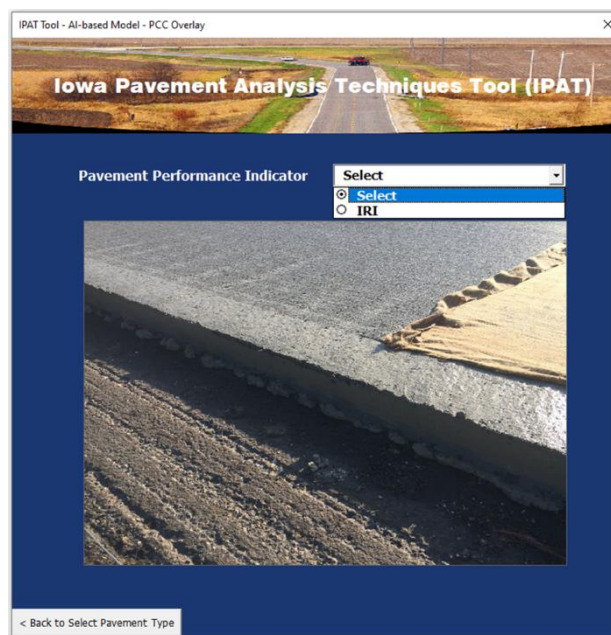 IPAT Tool - AI-based Model - PCC Overlay
Iowa Pavement Analysis Techniques Tool (IPAT)
Pavement Performance Indicator
Select
Select
IRI
< Back to Select Pavement Type